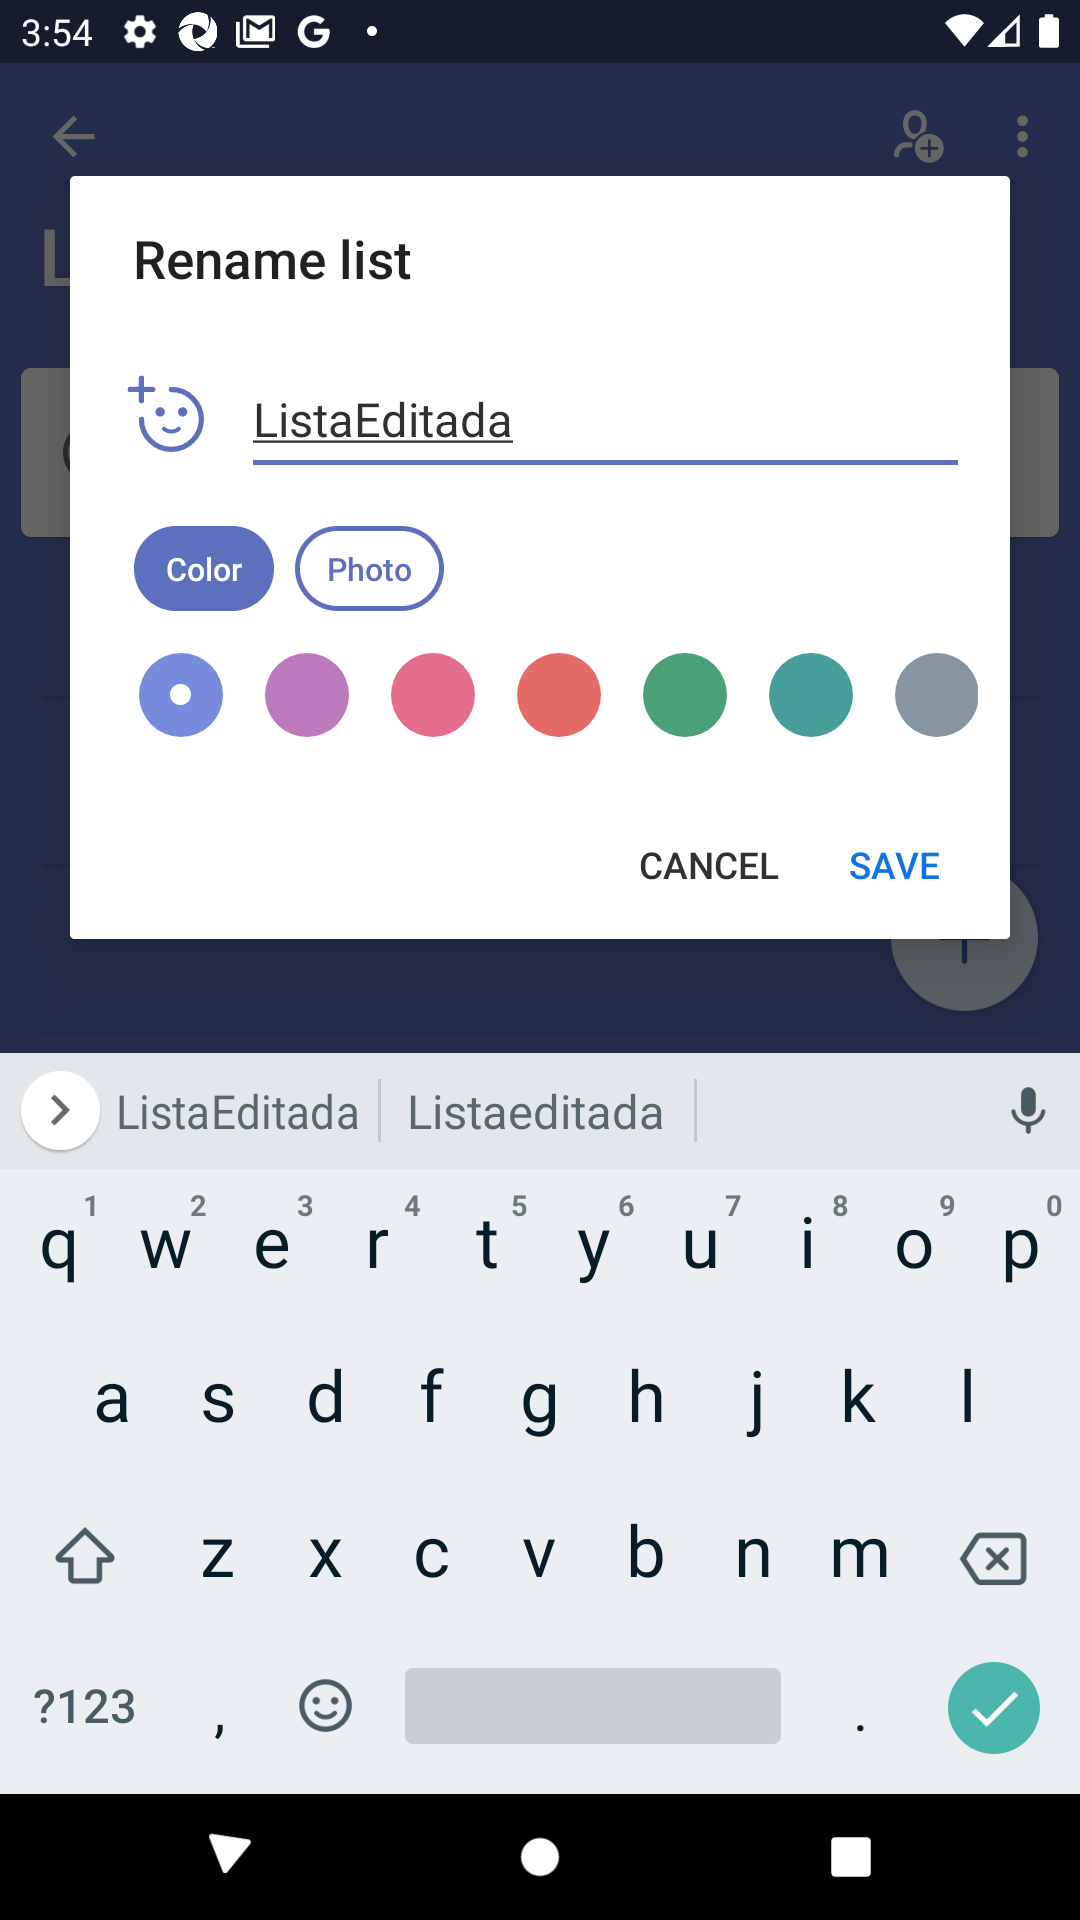 3:54
L
Rename list
ListaEditada
Color Photo
CANCEL SAVE
ListaEditada Listaeditada
1 2 3 4 5 6 7 8 9 0
q w e r t y u i o p
a s d f g h j k l
z x c v b n m
?123 , .